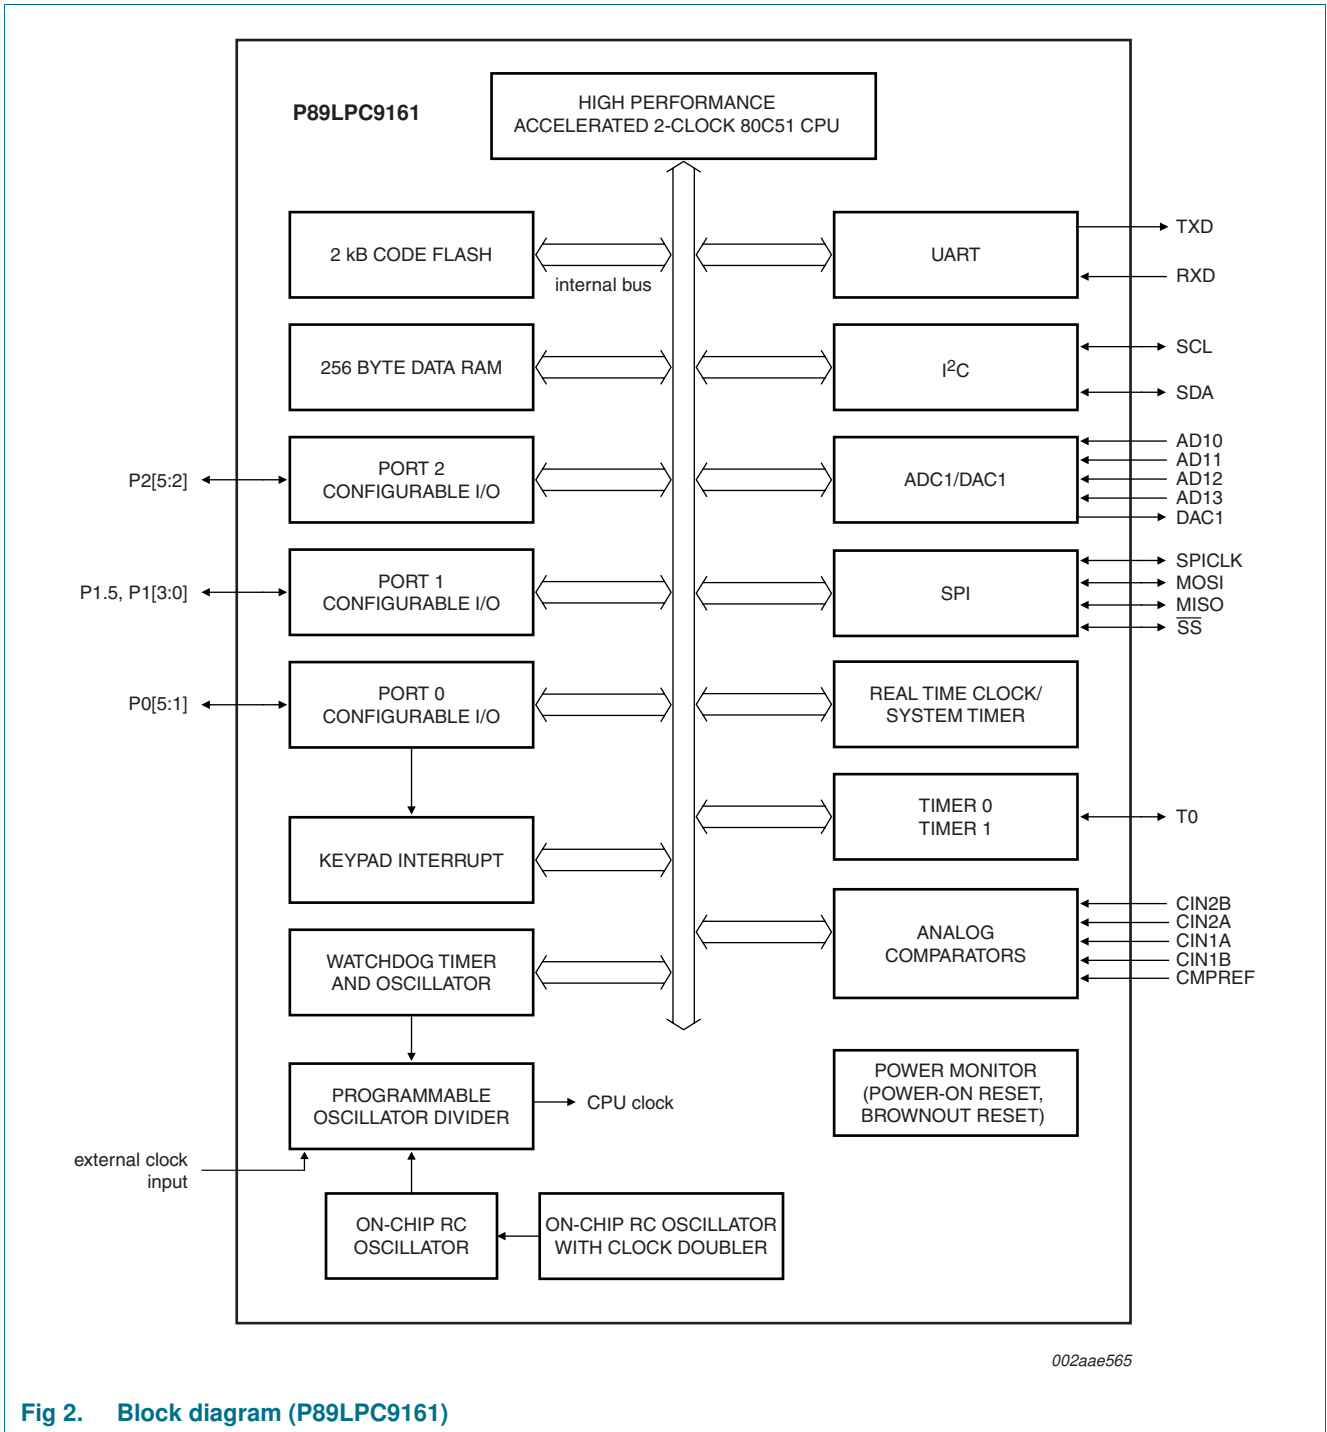 P89LPC9161
HIGH PERFORMANCE
ACCELERATED 2-CLOCK 80C51 CPU
2 kB CODE FLASH
internal bus
UART
TXD
RXD
256 BYTE DATA RAM
I²C
SCL
SDA
P2[5:2]
PORT 2
CONFIGURABLE I/O
ADC1/DAC1
AD10
AD11
AD12
AD13
DAC1
P1.5, P1[3:0]
PORT 1
CONFIGURABLE I/O
SPI
SPICLK
MOSI
MISO
S̅S̅
P0[5:1]
PORT 0
CONFIGURABLE I/O
REAL TIME CLOCK/
SYSTEM TIMER
TIMER 0
TIMER 1
T0
KEYPAD INTERRUPT
ANALOG
COMPARATORS
CIN2B
CIN2A
CIN1A
CIN1B
CMPREF
WATCHDOG TIMER
AND OSCILLATOR
PROGRAMMABLE
OSCILLATOR DIVIDER
CPU clock
POWER MONITOR
(POWER-ON RESET,
BROWNOUT RESET)
external clock
input
ON-CHIP RC
OSCILLATOR
ON-CHIP RC OSCILLATOR
WITH CLOCK DOUBLER
002aae565
Fig 2. Block diagram (P89LPC9161)